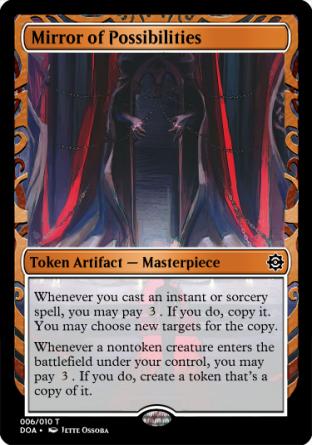 Mirror of Possibilities
Token Artifact — Masterpiece
Whenever you cast an instant or sorcery
spell, you may pay 3 . If you do, copy it.
You may choose new targets for the copy.
Whenever a nontoken creature enters the
battlefield under your control, you may
pay 3 . If you do, create a token that's a
copy of it.
006/010 T
DOA • Jette Ossoba